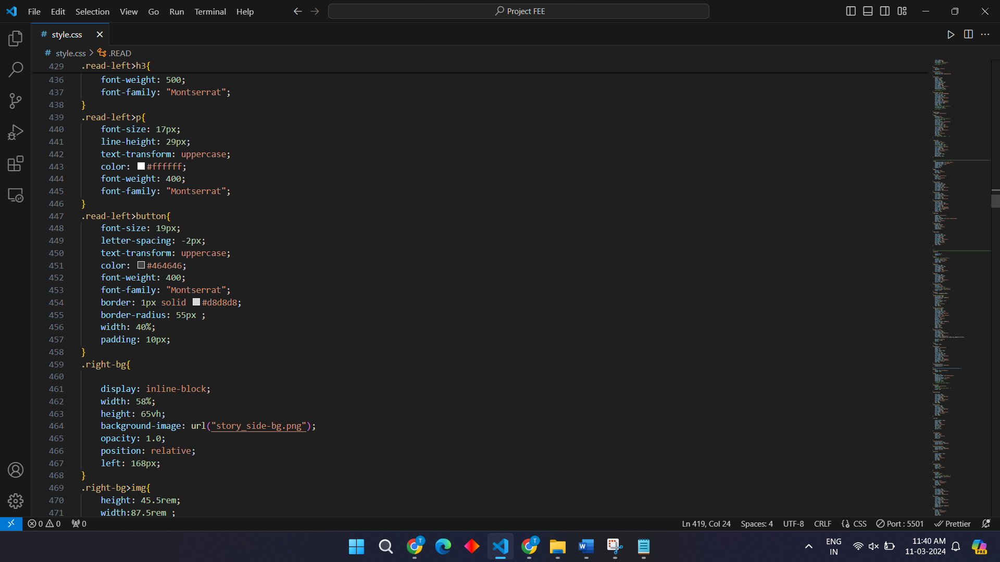 File Edit Selection View Go Run Terminal Help Project FEE
# style.css
# style.css > .READ
429 .read-left>h3{
436 font-weight: 500;
437 font-family: "Montserrat";
438 }
439 .read-left>p{
440 font-size: 17px;
441 line-height: 29px;
442 text-transform: uppercase;
443 color: #ffffff;
444 font-weight: 400;
445 font-family: "Montserrat";
446 }
447 .read-left>button{
448 font-size: 19px;
449 letter-spacing: -2px;
450 text-transform: uppercase;
451 color: #464646;
452 font-weight: 400;
453 font-family: "Montserrat";
454 border: 1px solid #d8d8d8;
455 border-radius: 55px ;
456 width: 40%;
457 padding: 10px;
458 }
459 .right-bg{
460
461 display: inline-block;
462 width: 58%;
463 height: 65vh;
464 background-image: url("story_side-bg.png");
465 opacity: 1.0;
466 position: relative;
467 left: 168px;
468 }
469 .right-bg>img{
470 height: 45.5rem;
471 width:87.5rem ;
0 0 0 Ln 419, Col 24 Spaces: 4 UTF-8 CRLF {} CSS Port : 5501 Prettier
T T W ENG IN 11:40 AM 11-03-2024 PRE